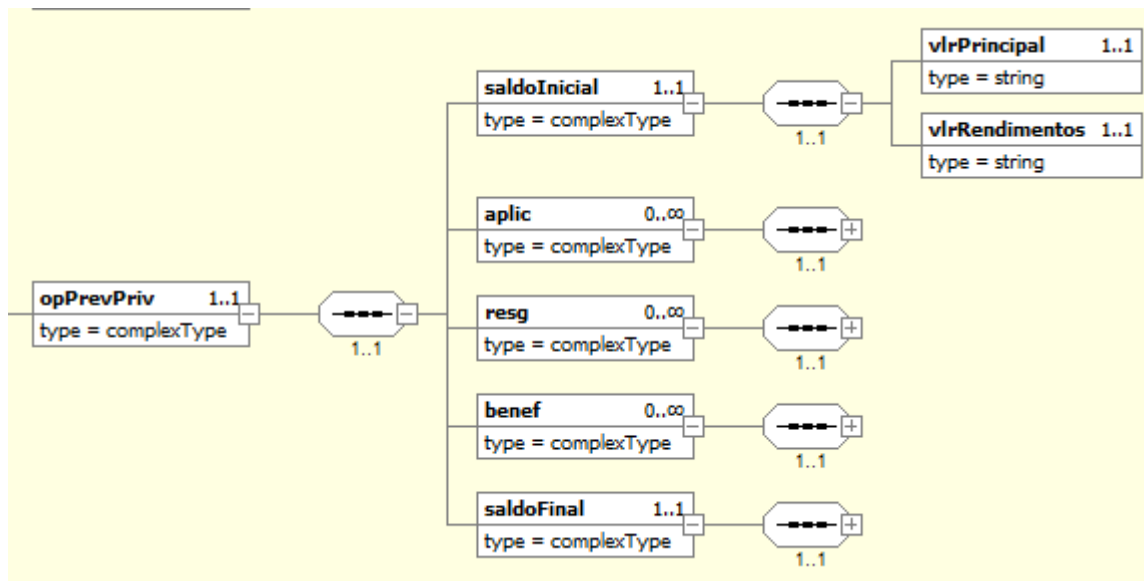 vlrPrincipal 1..1
type = string
saldoInicial 1..1
type = complexType
1..1
vlrRendimentos 1..1
type = string
aplic 0..∞
type = complexType
1..1
opPrevPriv 1..1
type = complexType
1..1
resg 0..∞
type = complexType
1..1
benef 0..∞
type = complexType
1..1
saldoFinal 1..1
type = complexType
1..1